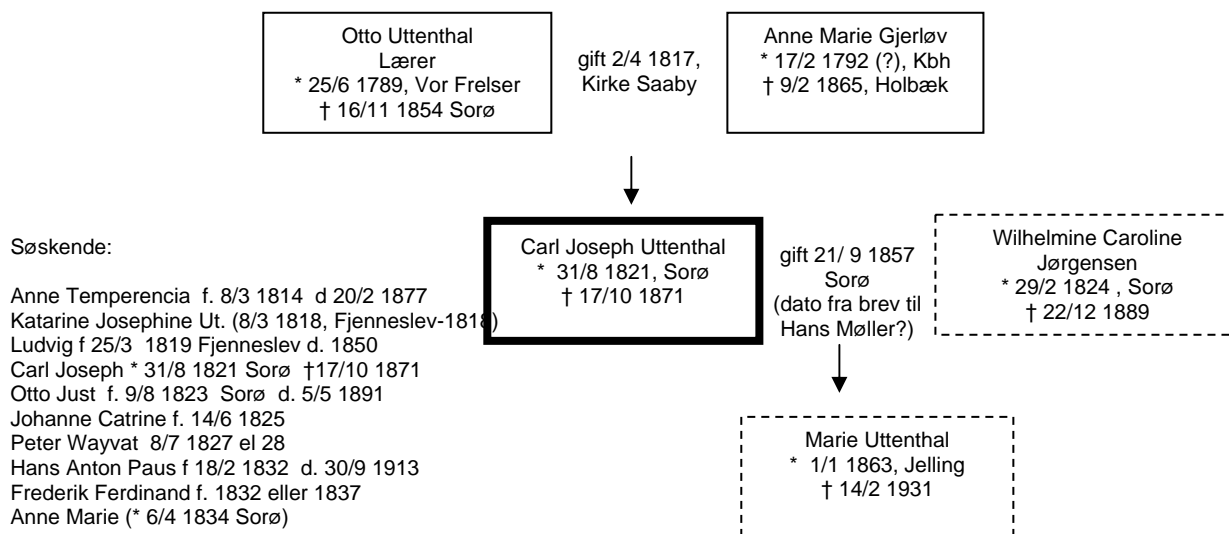 Otto Uttenthal
Lærer
* 25/6 1789, Vor Frelser
† 16/11 1854 Sorø
gift 2/4 1817,
Kirke Saaby
Anne Marie Gjerløv
* 17/2 1792 (?), Kbh
† 9/2 1865, Holbæk
Carl Joseph Uttenthal
* 31/8 1821, Sorø
† 17/10 1871
gift 21/ 9 1857
Sorø
(dato fra brev til
Hans Møller?)
Wilhelmine Caroline
Jørgensen
* 29/2 1824 , Sorø
† 22/12 1889
Søskende:
Anne Temperencia f. 8/3 1814 d 20/2 1877
Katarine Josephine Ut. (8/3 1818, Fjenneslev-1818)
Ludvig f 25/3 1819 Fjenneslev d. 1850
Carl Joseph * 31/8 1821 Sorø †17/10 1871
Otto Just f. 9/8 1823 Sorø d. 5/5 1891
Johanne Catrine f. 14/6 1825
Peter Wayvat 8/7 1827 el 28
Hans Anton Paus f 18/2 1832 d. 30/9 1913
Frederik Ferdinand f. 1832 eller 1837
Anne Marie (* 6/4 1834 Sorø)
Marie Uttenthal
* 1/1 1863, Jelling
† 14/2 1931